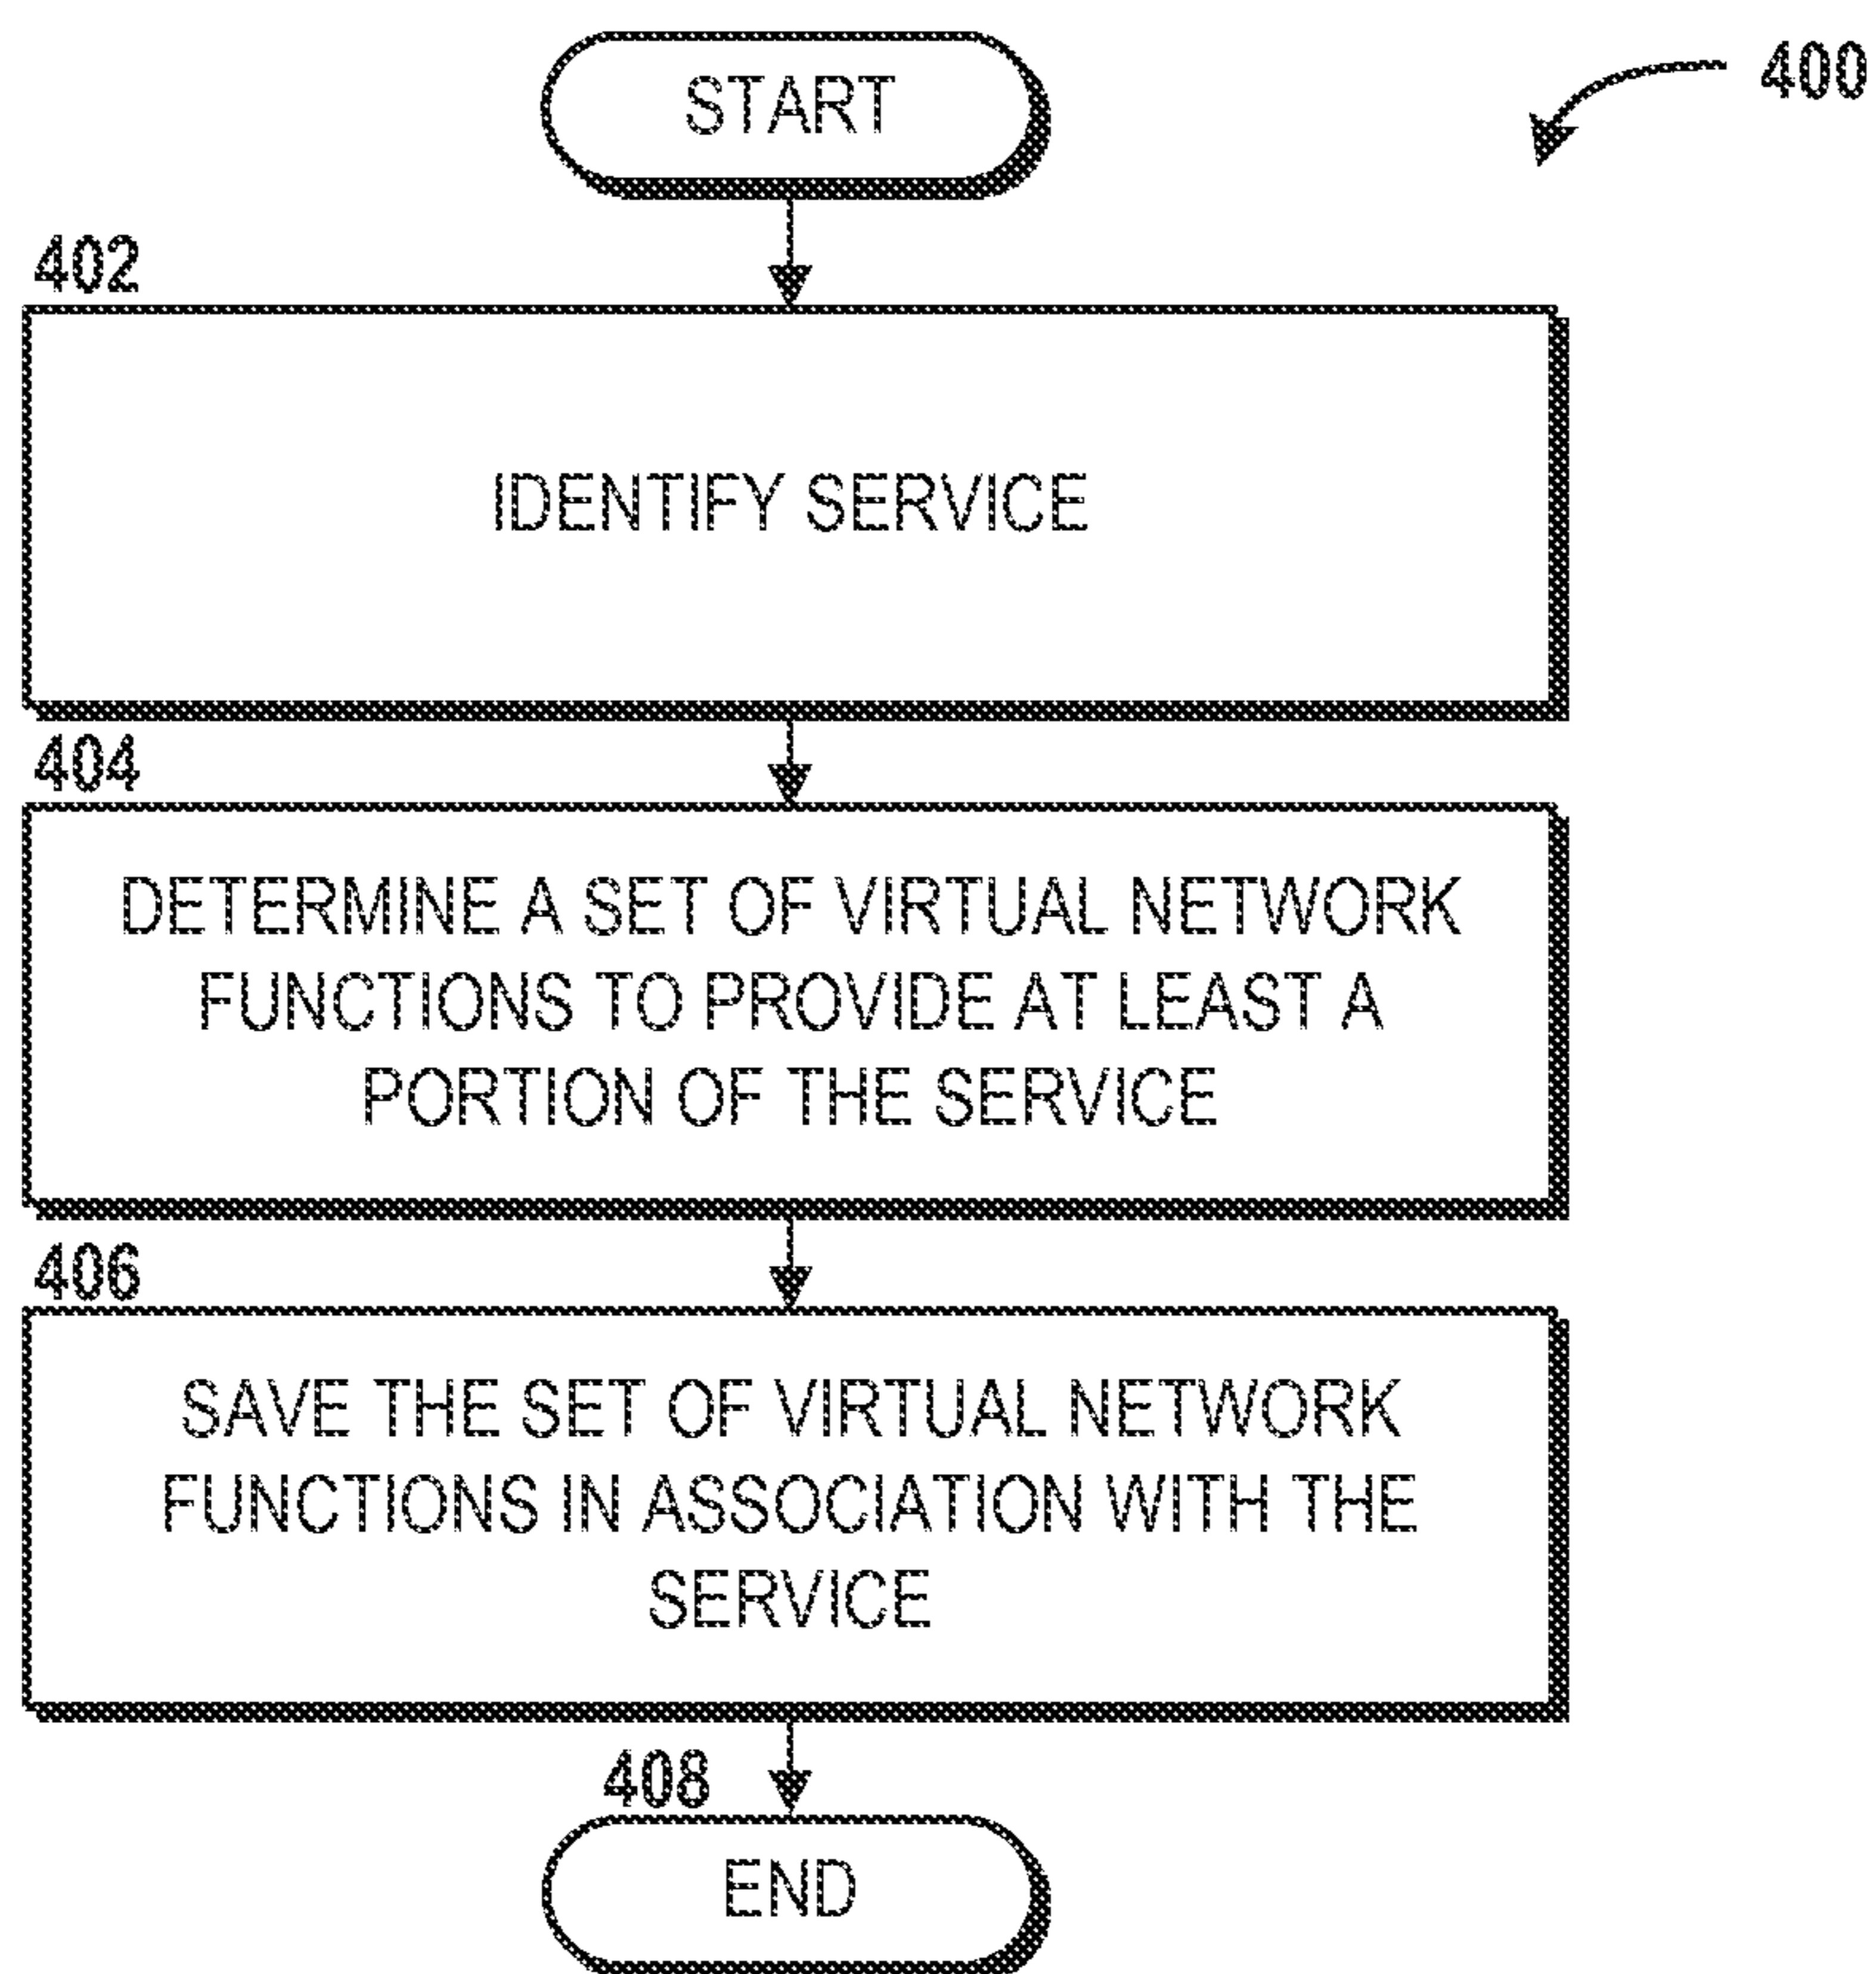 START
400
402
IDENTIFY SERVICE
404
DETERMINE A SET OF VIRTUAL NETWORK
FUNCTIONS TO PROVIDE AT LEAST A
PORTION OF THE SERVICE
406
SAVE THE SET OF VIRTUAL NETWORK
FUNCTIONS IN ASSOCIATION WITH THE
SERVICE
408
END